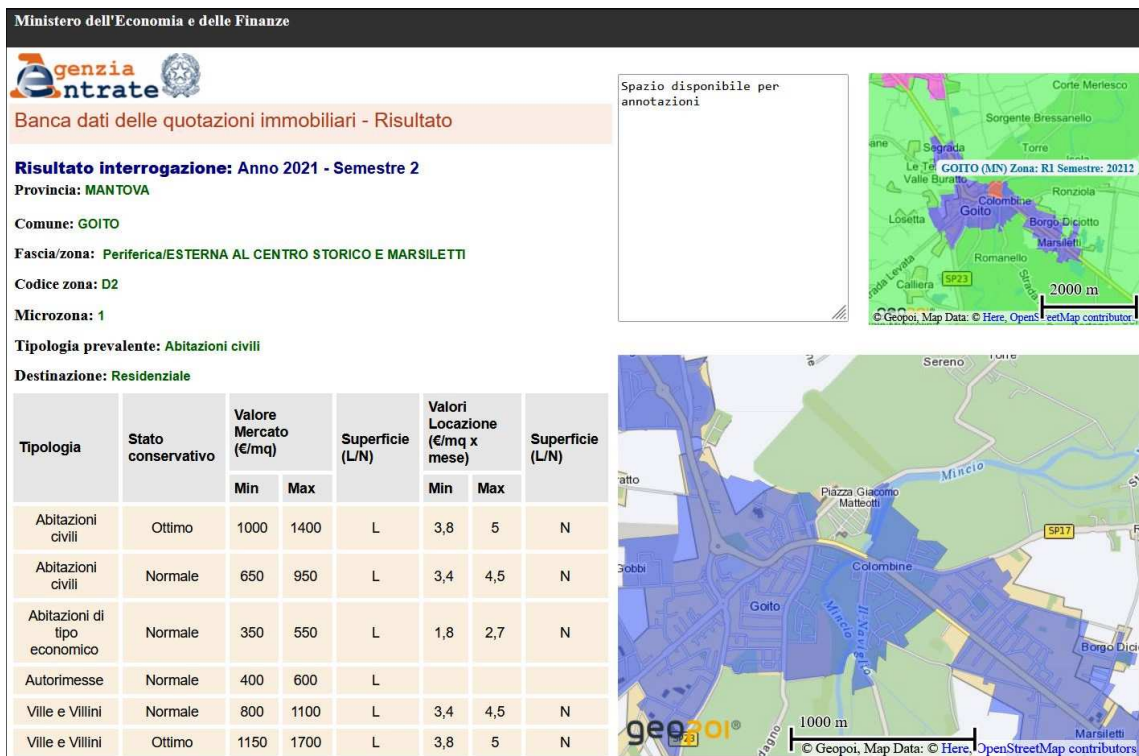 Ministero dell'Economia e delle Finanze
Agenzia
Entrate
Banca dati delle quotazioni immobiliari - Risultato
Risultato interrogazione: Anno 2021 - Semestre 2
Provincia: MANTOVA
Comune: GOITO
Fascia/zona: Periferica/ESTERNA AL CENTRO STORICO E MARSILETTI
Codice zona: D2
Microzona: 1
Tipologia prevalente: Abitazioni civili
Destinazione: Residenziale
Tipologia Stato conservativo Valore Mercato (€/mq) Superficie (L/N) Valori Locazione (€/mq x mese) Superficie (L/N)
Min Max Min Max
Abitazioni civili Ottimo 1000 1400 L 3,8 5 N
Abitazioni civili Normale 650 950 L 3,4 4,5 N
Abitazioni di tipo economico Normale 350 550 L 1,8 2,7 N
Autorimesse Normale 400 600 L
Ville e Villini Normale 800 1100 L 3,4 4,5 N
Ville e Villini Ottimo 1150 1700 L 3,8 5 N
Spazio disponibile per
annotazioni
Corte Merlesco
Sorgente Bressanello
Segrada
Torre
GOITO (MN) Zona: R1 Semestre: 20212
Valle Buratto
Ronziola
Colombine
Goito
Losetta
Borgo Diciotto
Marsiletti
Romanello
Calliera
SP23
Strada
2000 m
© Geopoi, Map Data: © Here, OpenStreetMap contributor
Sereno
Mincio
Piazza Giacomo
Matteotti
SP17
Gobbi
Colombine
Goito
Mincio
Il Naviglio
Borgo Dici
Marsiletti
geopoi®
SP23
1000 m
© Geopoi, Map Data: © Here, OpenStreetMap contributors